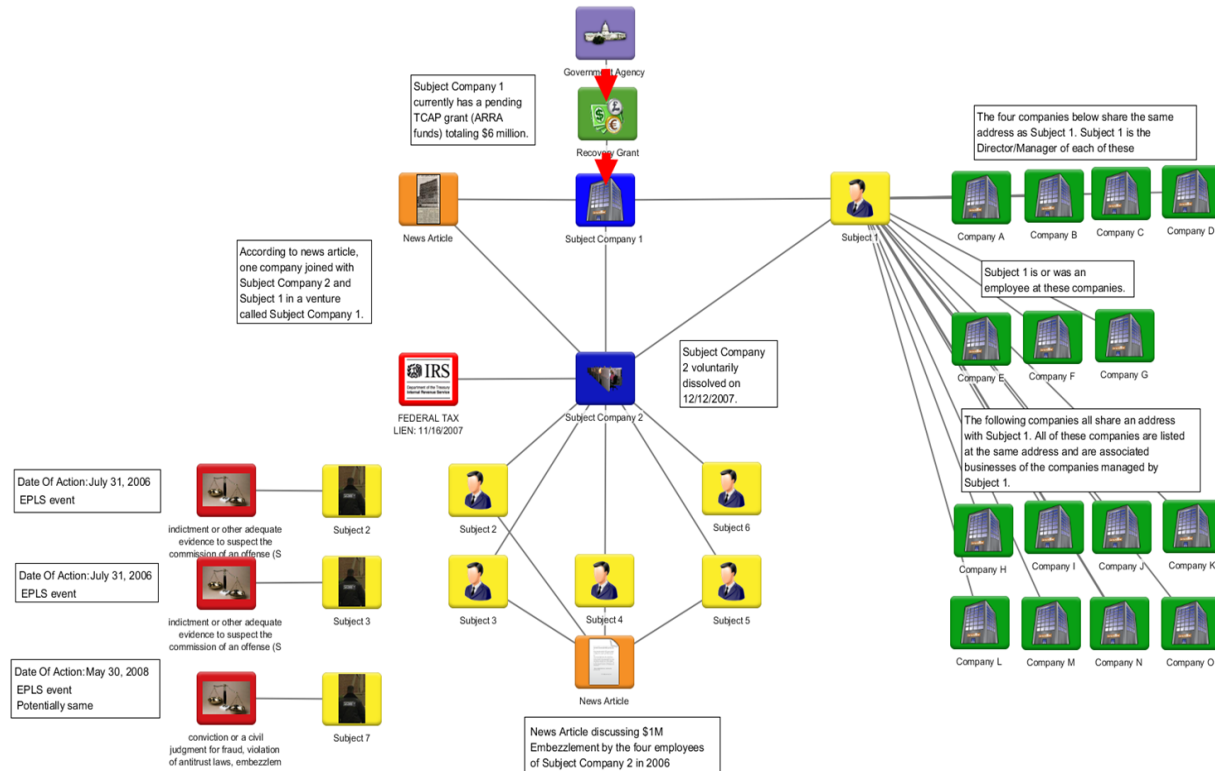 Government Agency
Subject Company 1
currently has a pending
TCAP grant (ARRA
funds) totaling $6 million.
Recovery Grant
The four companies below share the same
address as Subject 1. Subject 1 is the
Director/Manager of each of these
News Article
Subject Company 1
Subject 1
Company A
Company B
Company C
Company D
According to news article,
one company joined with
Subject Company 2 and
Subject 1 in a venture
called Subject Company 1.
Subject 1 is or was an
employee at these companies.
Company E
Company F
Company G
IRS
Department of the Treasury
Internal Revenue Service
FEDERAL TAX
LIEN: 11/16/2007
Subject Company 2
Subject Company
2 voluntarily
dissolved on
12/12/2007.
The following companies all share an address
with Subject 1. All of these companies are listed
at the same address and are associated
businesses of the companies managed by
Subject 1.
Date Of Action:July 31, 2006
EPLS event
indictment or other adequate
evidence to suspect the
commission of an offense (S
Subject 2
Subject 2
Subject 6
Company H
Company I
Company J
Company K
Date Of Action:July 31, 2006
EPLS event
indictment or other adequate
evidence to suspect the
commission of an offense (S
Subject 3
Subject 3
Subject 4
Subject 5
Company L
Company M
Company N
Company O
Date Of Action:May 30, 2008
EPLS event
Potentially same
conviction or a civil
judgment for fraud, violation
of antitrust laws, embezzlem
Subject 7
News Article
News Article discussing $1M
Embezzlement by the four employees
of Subject Company 2 in 2006